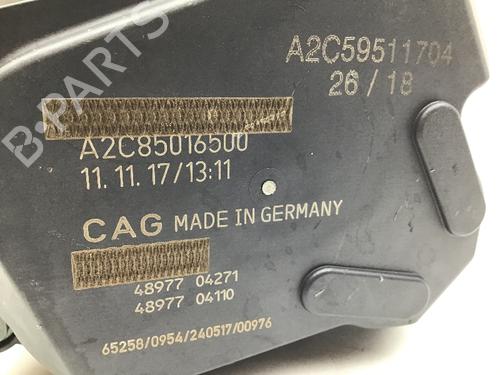 A2C59511704
26/18
A2C85016500
11.11.17/13:11
CAG MADE IN GERMANY
48977 04271
48977 04110
65258/0954/240517/00976
B-PARTS